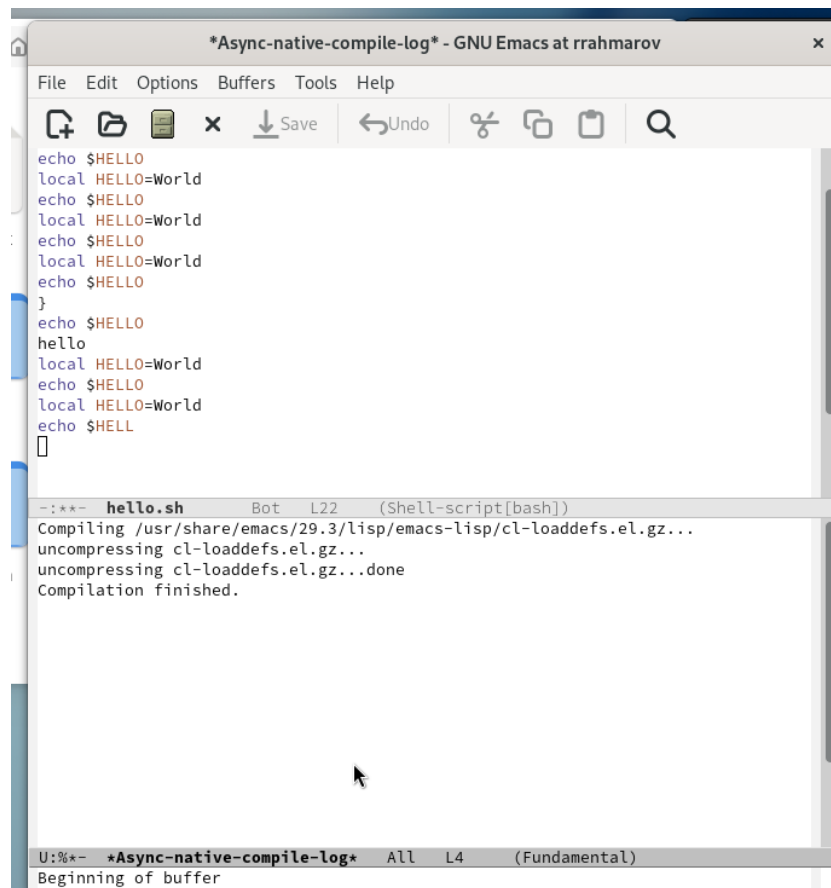 *Async-native-compile-log* - GNU Emacs at rrahmarov
File Edit Options Buffers Tools Help
Save Undo
echo $HELLO
local HELLO=World
echo $HELLO
local HELLO=World
echo $HELLO
local HELLO=World
echo $HELLO
}
echo $HELLO
hello
local HELLO=World
echo $HELLO
local HELLO=World
echo $HELL
-:**- hello.sh Bot L22 (Shell-script[bash])
Compiling /usr/share/emacs/29.3/lisp/emacs-lisp/cl-loaddefs.el.gz...
uncompressing cl-loaddefs.el.gz...
uncompressing cl-loaddefs.el.gz...done
Compilation finished.
U:%*- *Async-native-compile-log* All L4 (Fundamental)
Beginning of buffer